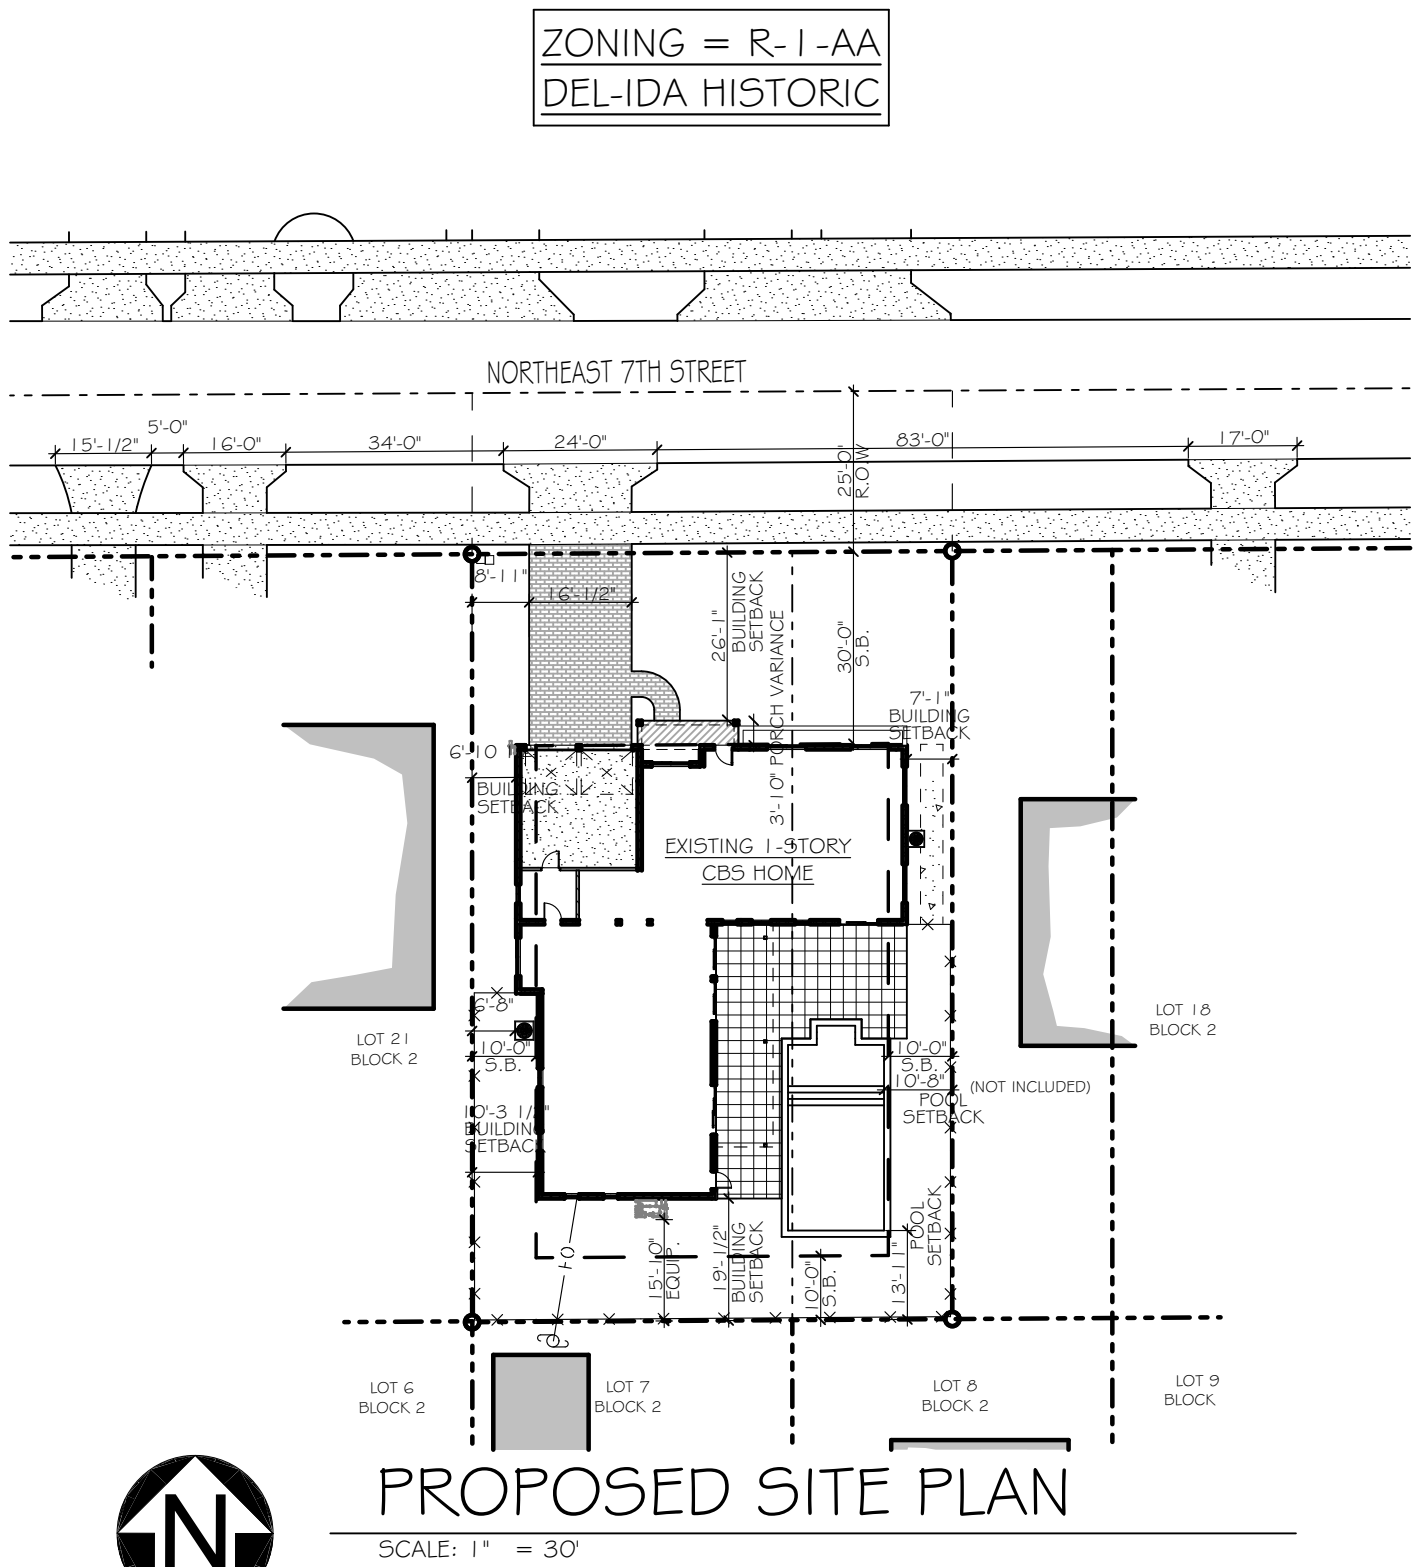 ZONING = R-1-AA
DEL-IDA HISTORIC
NORTHEAST 7TH STREET
15'-1/2"
5'-0"
16'-0"
34'-0"
24'-0"
83'-0"
17'-0"
25'-0"
R.O.W
8'-11"
16'-1/2"
26'-1"
BUILDING
SETBACK
3'-10" PORCH VARIANCE
30'-0"
S.B.
7'-1"
BUILDING
SETBACK
6'-10
BUILDING
SETBACK
EXISTING 1-STORY
CBS HOME
6'-8"
10'-0"
S.B.
10'-3 1/2"
BUILDING
SETBACK
LOT 21
BLOCK 2
LOT 18
BLOCK 2
10'-0"
S.B.
10'-8"
POOL
SETBACK
(NOT INCLUDED)
15'-10"
EQUIP.
19'-1/2"
BUILDING
SETBACK
10'-0"
S.B.
13'-11"
POOL
SETBACK
LOT 6
BLOCK 2
LOT 7
BLOCK 2
LOT 8
BLOCK 2
LOT 9
BLOCK
N
PROPOSED SITE PLAN
SCALE: 1" = 30'